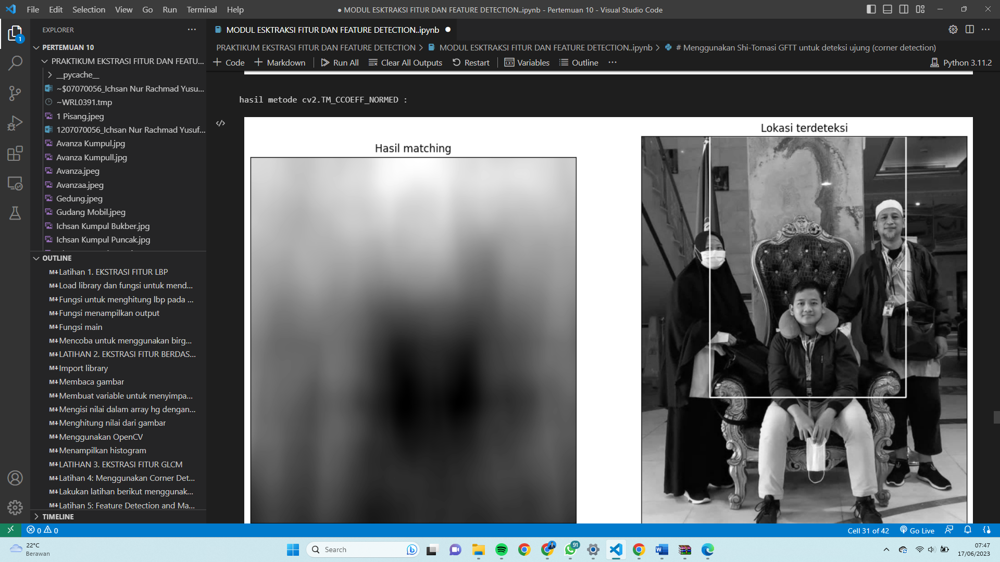 File Edit Selection View Go Run Terminal Help
● MODUL ESKTRAKSI FITUR DAN FEATURE DETECTION..ipynb - Pertemuan 10 - Visual Studio Code
EXPLORER
1
PERTEMUAN 10
PRAKTIKUM EKSTRASI FITUR DAN FEATU...
__pycache__
~$07070056_Ichsan Nur Rachmad Yusu...
~WRL0391.tmp
1 Pisang.jpeg
1207070056_Ichsan Nur Rachmad Yusuf...
Avanza Kumpul.jpg
Avanza Kumpull.jpg
Avanza.jpeg
Avanzaa.jpeg
Gedung.jpeg
Gudang Mobil.jpeg
Ichsan Kumpul Bukber.jpg
Ichsan Kumpul Puncak.jpg
OUTLINE
Latihan 1. EKSTRASI FITUR LBP
Load library dan fungsi untuk mend...
Fungsi untuk menghitung lbp pada ...
Fungsi menampilkan output
Fungsi main
Mencoba untuk menggunakan birg...
LATIHAN 2. EKSTRASI FITUR BERDAS...
Import library
Membaca gambar
Membuat variable untuk menyimpa...
Mengisi nilai dalam array hg dengan...
Menghitung nilai dari gambar
Menggunakan OpenCV
Menampilkan histogram
LATIHAN 3. EKSTRASI FITUR GLCM
Latihan 4: Menggunakan Corner Det...
Lakukan latihan berikut menggunak...
Latihan 5: Feature Detection and Ma...
TIMELINE
MODUL ESKTRAKSI FITUR DAN FEATURE DETECTION..ipynb ●
PRAKTIKUM EKSTRASI FITUR DAN FEATURE DETECTION > MODUL ESKTRAKSI FITUR DAN FEATURE DETECTION..ipynb > # Menggunakan Shi-Tomasi GFTT untuk deteksi ujung (corner detection)
+ Code + Markdown Run All Clear All Outputs Restart Variables Outline ... Python 3.11.2
hasil metode cv2.TM_CCOEFF_NORMED :
Hasil matching
Lokasi terdeteksi
0 0
Cell 31 of 42 Go Live
22°C
Berawan
Search
91
07:47
17/06/2023